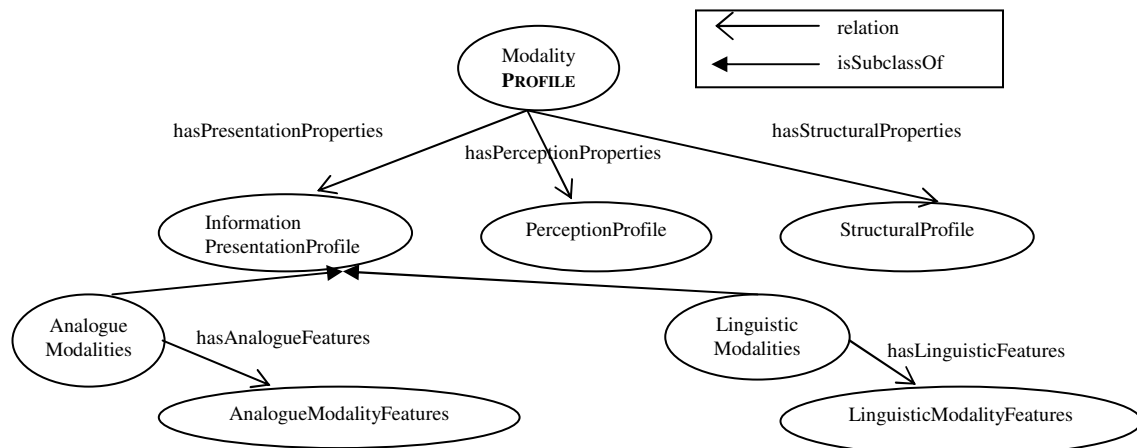 relation
isSubclassOf
Modality
PROFILE
hasPresentationProperties
hasPerceptionProperties
hasStructuralProperties
Information
PresentationProfile
PerceptionProfile
StructuralProfile
Analogue
Modalities
hasAnalogueFeatures
Linguistic
Modalities
hasLinguisticFeatures
AnalogueModalityFeatures
LinguisticModalityFeatures